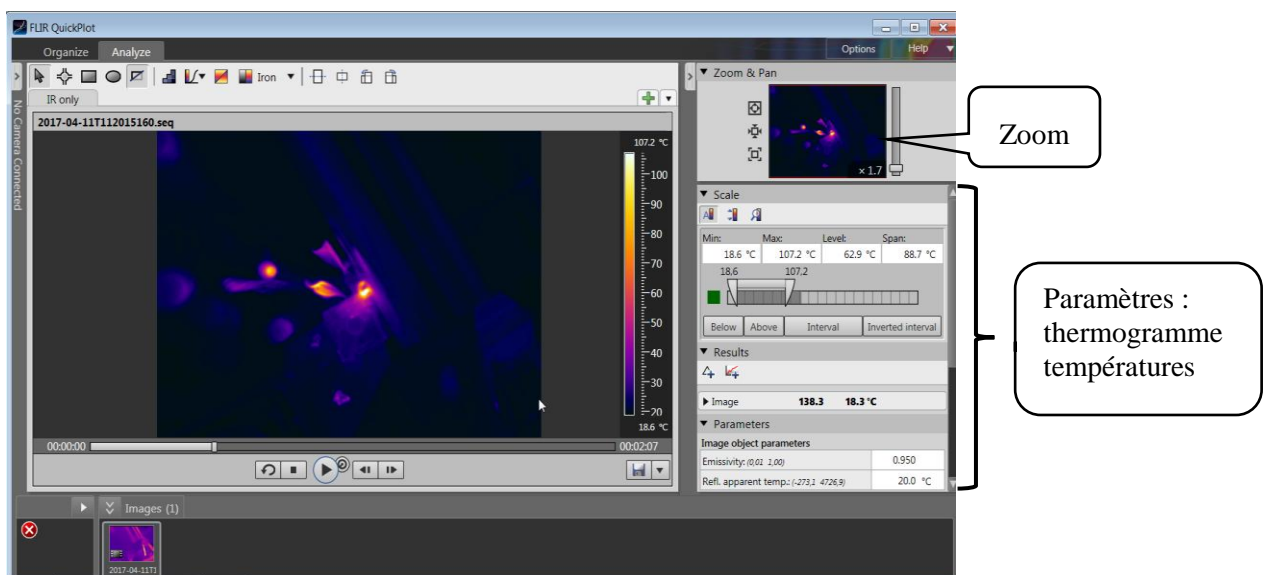 FLIR QuickPlot
Organize Analyze Options Help
Iron
IR only
No Camera Connected
2017-04-11T112015160.seq
107.2 °C
100
90
80
70
60
50
40
30
20
18.6 °C
00:00:00 00:02:07
Zoom & Pan
× 1.7
Zoom
Scale
Min: Max: Level: Span:
18.6 °C 107.2 °C 62.9 °C 88.7 °C
18.6 107,2
Below Above Interval Inverted interval
Results
Image 138.3 18.3 °C
Parameters
Image object parameters
Emissivity: (0,01 1,00) 0.950
Refl. apparent temp.: (-273,1 4726,9) 20.0 °C
Paramètres :
thermogramme
températures
Images (1)
2017-04-11T1